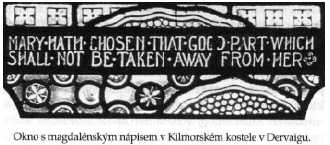 MARY·HATH·CHOSEN·THAT·GOOD·PART·WHICH
SHALL·NOT·BE·TAKEN·AWAY·FROM·HER
Okno s magdalénským nápisem v Kilmorském kostele v Dervaigu.